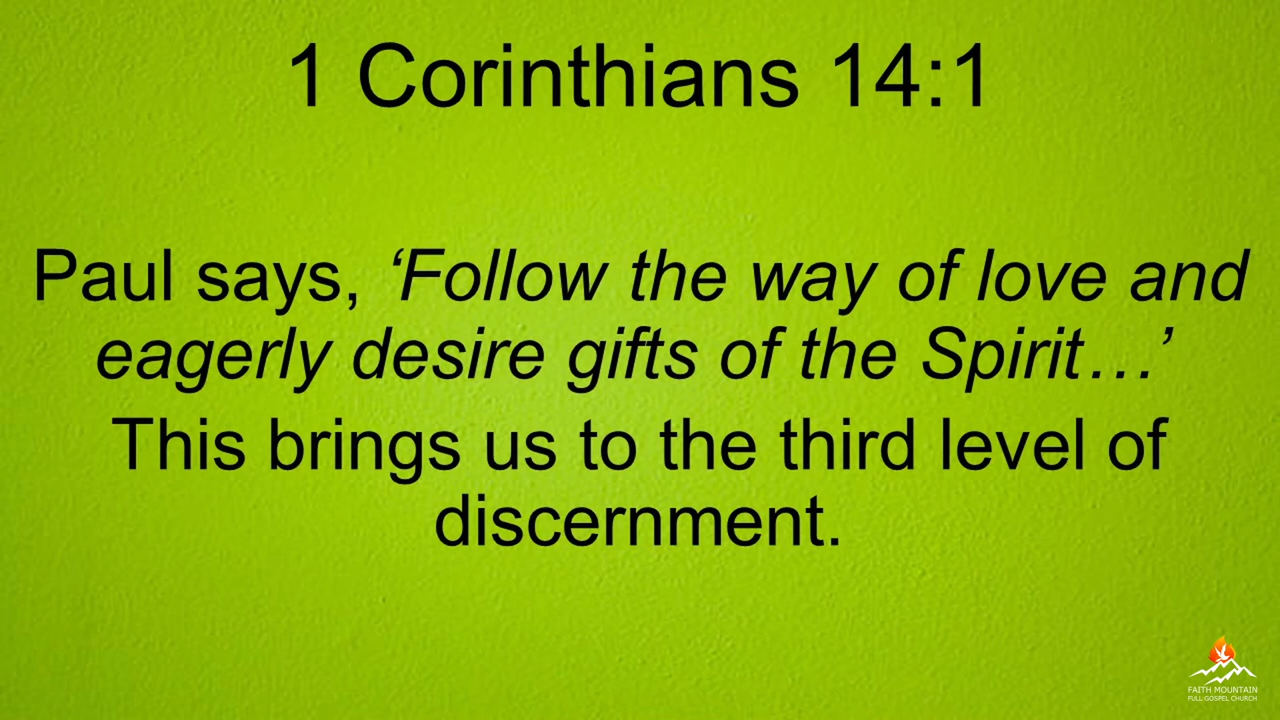 1 Corinthians 14:1
Paul says, ‘Follow the way of love and
eagerly desire gifts of the Spirit…’
This brings us to the third level of
discernment.
FAITH MOUNTAIN
FULL GOSPEL CHURCH